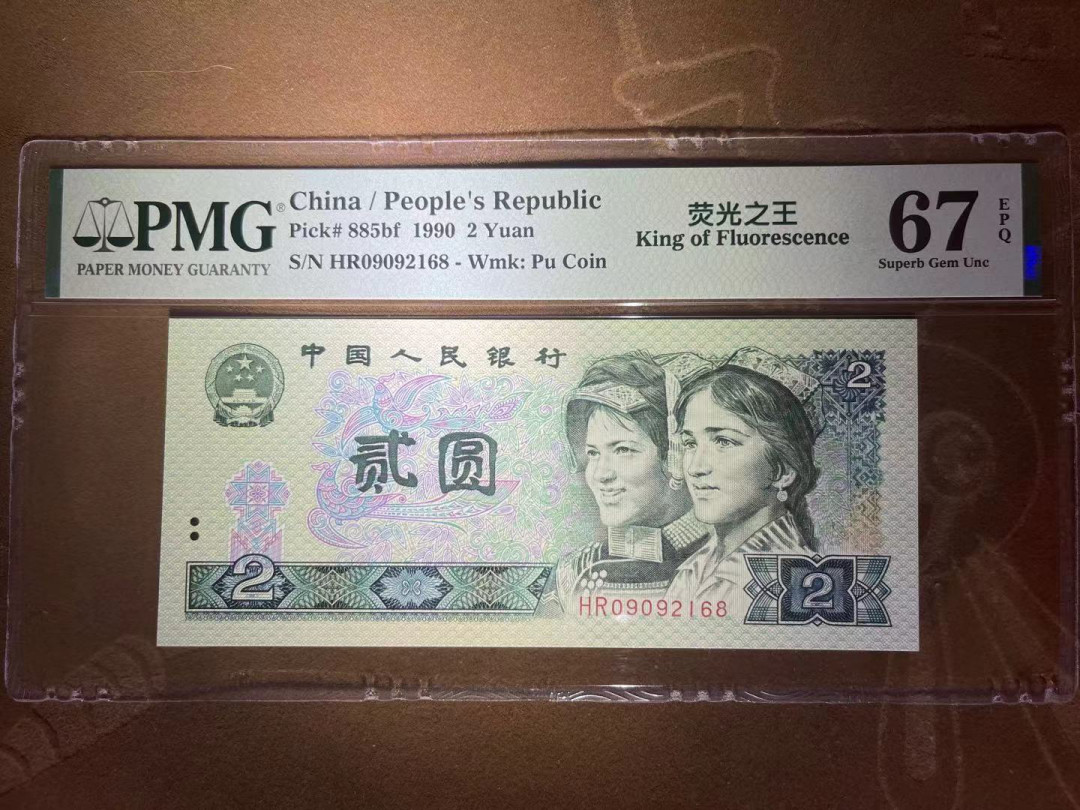 PMG®
PAPER MONEY GUARANTY
China / People's Republic
Pick# 885bf 1990 2 Yuan
S/N HR09092168 - Wmk: Pu Coin
荧光之王
King of Fluorescence
67
EPQ
Superb Gem Unc
中国人民银行
2
贰圆
2
HR09092168
2